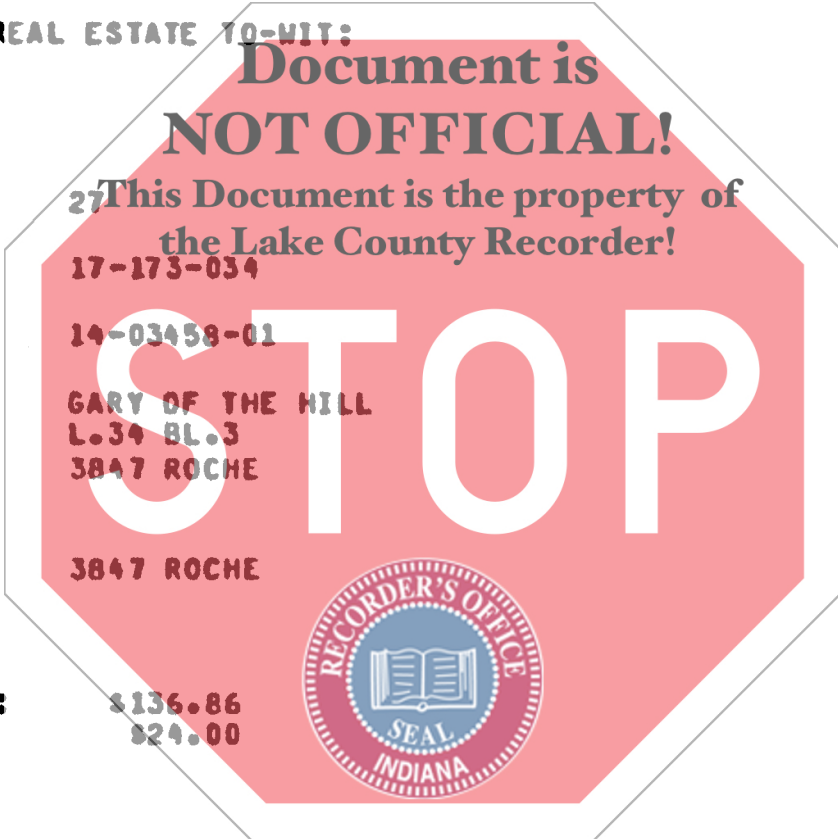 REAL ESTATE TO-WIT:
Document is
NOT OFFICIAL!
27
This Document is the property of
the Lake County Recorder!
17-173-034
14-03458-01
STOP
GARY OF THE HILL
L.34 BL.3
3847 ROCHE
3847 ROCHE
RECORDER'S OFFICE
SEAL
INDIANA
: $136.86
$24.00